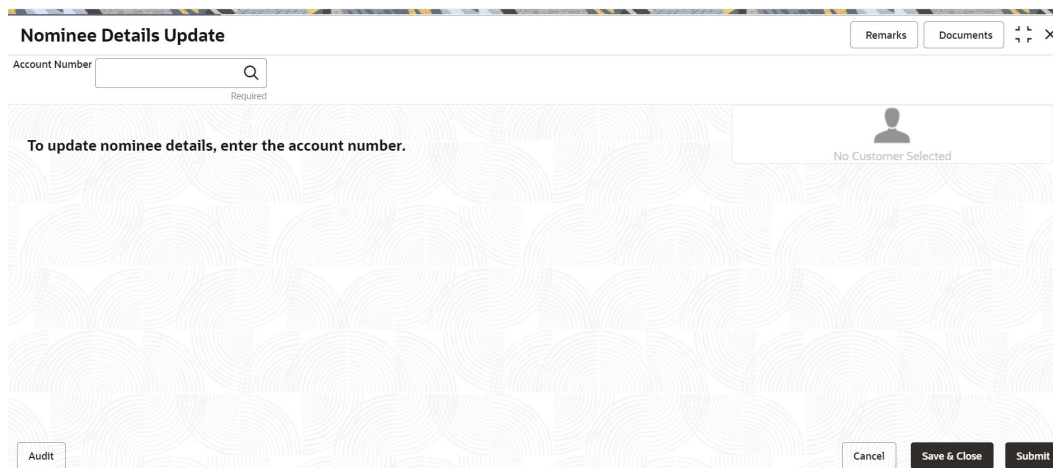 Nominee Details Update
Remarks
Documents
Account Number
Required
To update nominee details, enter the account number.
No Customer Selected
Audit
Cancel
Save & Close
Submit